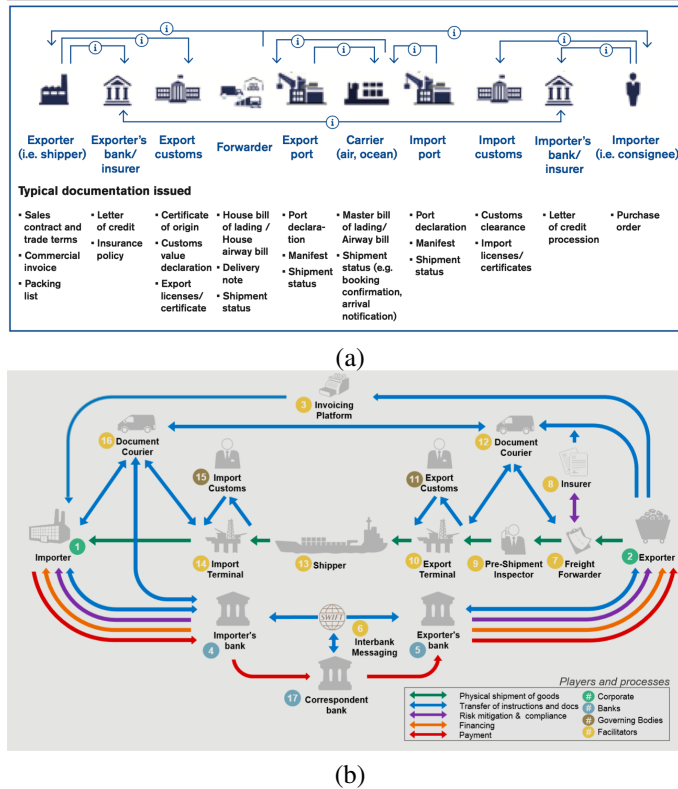 i
i
i
i
i
i
i
i
i
i
Exporter
(i.e. shipper)
Exporter's
bank/
insurer
Export
customs
Forwarder
Export
port
Carrier
(air, ocean)
Import
port
Import
customs
Importer's
bank/
insurer
Importer
(i.e. consignee)
Typical documentation issued
▪ Sales
contract and
trade terms
▪ Commercial
invoice
▪ Packing
list
▪ Letter
of credit
▪ Insurance
policy
▪ Certificate
of origin
▪ Customs
value
declaration
▪ Export
licenses/
certificate
▪ House bill
of lading /
House
airway bill
▪ Delivery
note
▪ Shipment
status
▪ Port
declara-
tion
▪ Manifest
▪ Shipment
status
▪ Master bill
of lading/
Airway bill
▪ Shipment
status (e.g.
booking
confirmation,
arrival
notification)
▪ Port
declaration
▪ Manifest
▪ Shipment
status
▪ Customs
clearance
▪ Import
licenses/
certificates
▪ Letter
of credit
procession
▪ Purchase
order
(a)
3 Invoicing
Platform
16 Document
Courier
12 Document
Courier
15 Import
Customs
11 Export
Customs
8 Insurer
Importer 1
14 Import
Terminal
13 Shipper
10 Export
Terminal
9 Pre-Shipment
Inspector
7 Freight
Forwarder
2 Exporter
Importer's
bank
4
SWIFT
6
Interbank
Messaging
Exporter's
bank
5
17 Correspondent
bank
Players and processes
Physical shipment of goods
Transfer of instructions and docs
Risk mitigation & compliance
Financing
Payment
# Corporate
# Banks
# Governing Bodies
# Facilitators
(b)